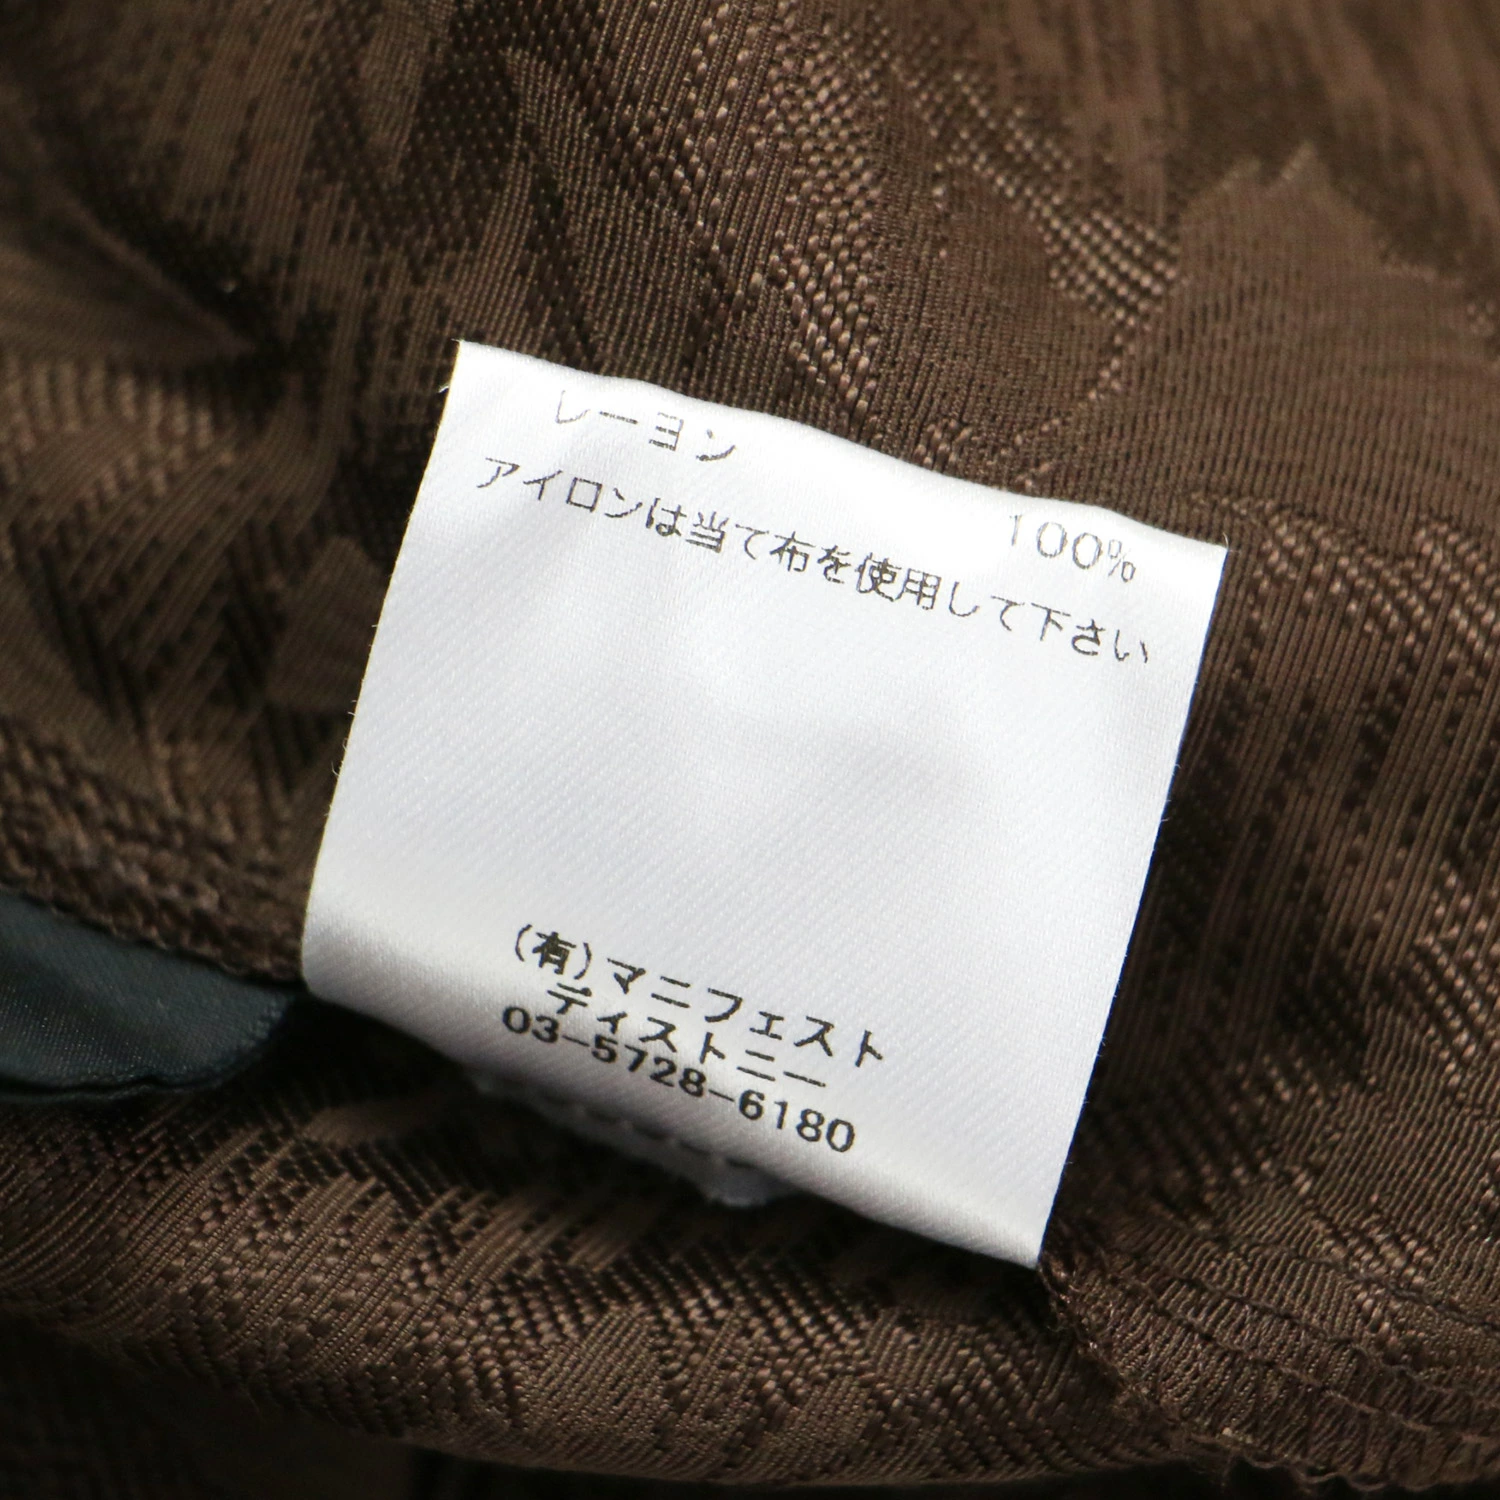 レーヨン 100%
アイロンは当て布を使用して下さい
(有)マニフェスト
ディストニー
03-5728-6180